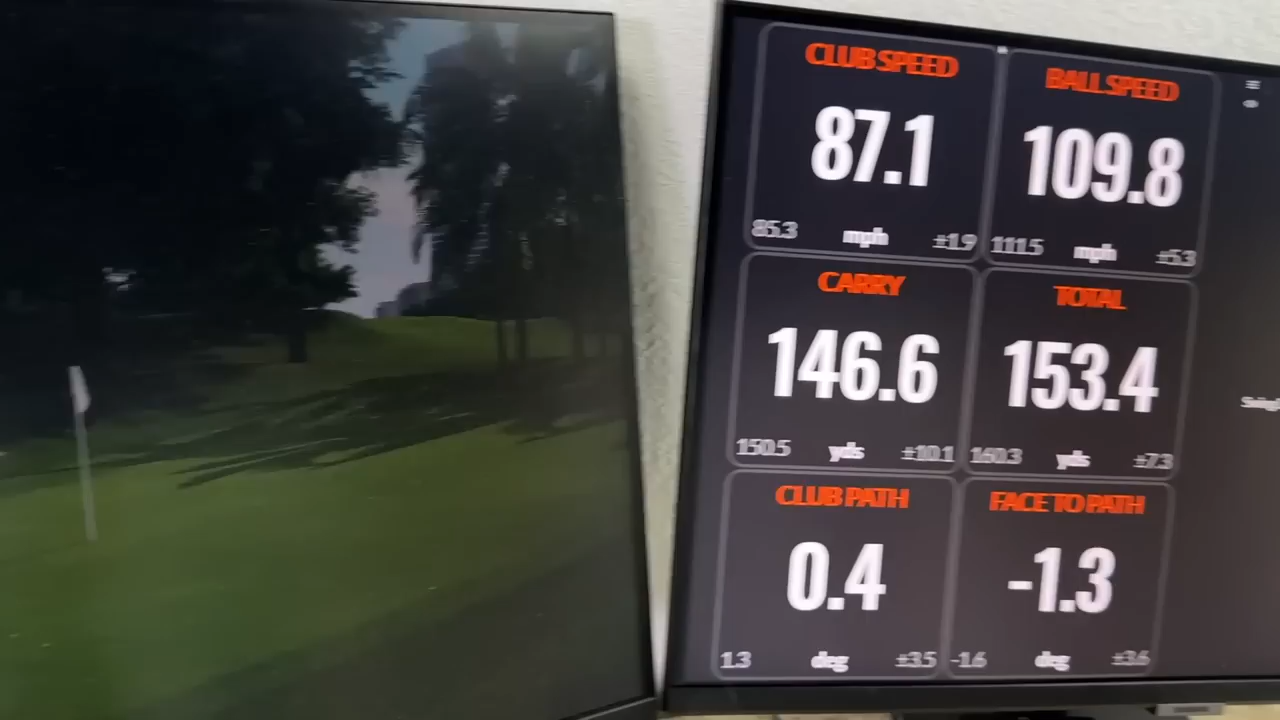 CLUB SPEED
87.1
85.3 mph ±1.9
BALL SPEED
109.8
111.5 mph ±5.3
CARRY
146.6
150.5 yds ±10.1
TOTAL
153.4
160.3 yds ±7.3
CLUB PATH
0.4
1.3 deg ±3.5
FACE TO PATH
-1.3
-1.6 deg ±3.6